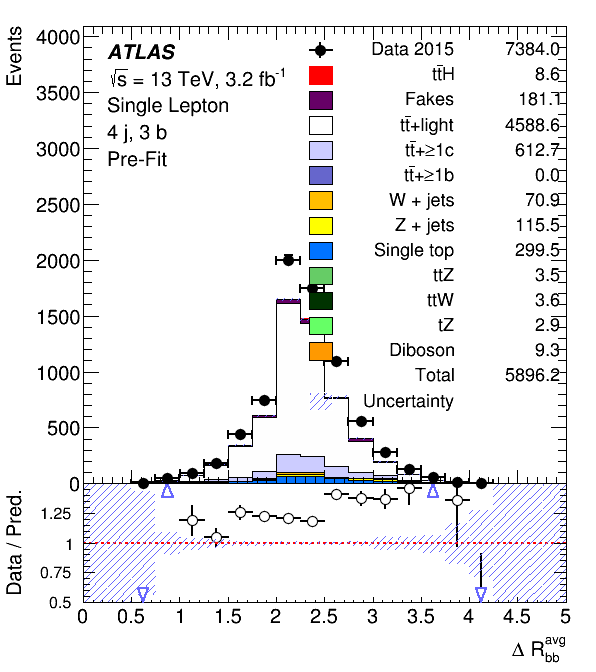 Events
4000
3500
3000
2500
2000
1500
1000
500
0
ATLAS
√s = 13 TeV, 3.2 fb⁻¹
Single Lepton
4 j, 3 b
Pre-Fit
Data 2015 7384.0
tt̄H 8.6
Fakes 181.1
tt̄+light 4588.6
tt̄+≥1c 612.7
tt̄+≥1b 0.0
W + jets 70.9
Z + jets 115.5
Single top 299.5
ttZ 3.5
ttW 3.6
tZ 2.9
Diboson 9.3
Total 5896.2
Uncertainty
Data / Pred.
1.25
1
0.75
0.5
0 0.5 1 1.5 2 2.5 3 3.5 4 4.5 5
Δ R_bb^avg